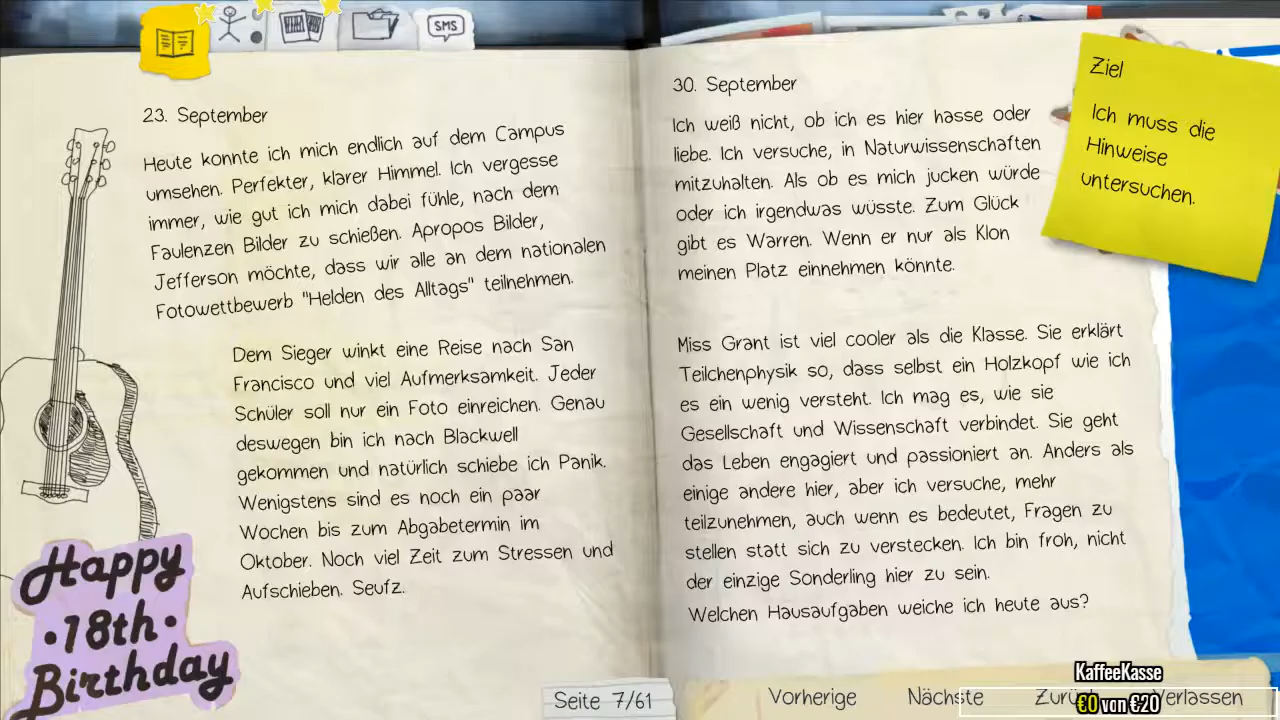 SMS
23. September
Heute konnte ich mich endlich auf dem Campus
umsehen. Perfekter, klarer Himmel. Ich vergesse
immer, wie gut ich mich dabei fühle, nach dem
Faulenzen Bilder zu schießen. Apropos Bilder,
Jefferson möchte, dass wir alle an dem nationalen
Fotowettbewerb "Helden des Alltags" teilnehmen.
Dem Sieger winkt eine Reise nach San
Francisco und viel Aufmerksamkeit. Jeder
Schüler soll nur ein Foto einreichen. Genau
deswegen bin ich nach Blackwell
gekommen und natürlich schiebe ich Panik.
Wenigstens sind es noch ein paar
Wochen bis zum Abgabetermin im
Oktober. Noch viel Zeit zum Stressen und
Aufschieben. Seufz.
Happy
•18th•
Birthday
30. September
Ich weiß nicht, ob ich es hier hasse oder
liebe. Ich versuche, in Naturwissenschaften
mitzuhalten. Als ob es mich jucken würde
oder ich irgendwas wüsste. Zum Glück
gibt es Warren. Wenn er nur als Klon
meinen Platz einnehmen könnte.
Miss Grant ist viel cooler als die Klasse. Sie erklärt
Teilchenphysik so, dass selbst ein Holzkopf wie ich
es ein wenig versteht. Ich mag es, wie sie
Gesellschaft und Wissenschaft verbindet. Sie geht
das Leben engagiert und passioniert an. Anders als
einige andere hier, aber ich versuche, mehr
teilzunehmen, auch wenn es bedeutet, Fragen zu
stellen statt sich zu verstecken. Ich bin froh, nicht
der einzige Sonderling hier zu sein.
Welchen Hausaufgaben weiche ich heute aus?
Ziel
Ich muss die
Hinweise
untersuchen.
Seite 7/61
Vorherige
Nächste
Zurück
Verlassen
KaffeeKasse
€0 von €20